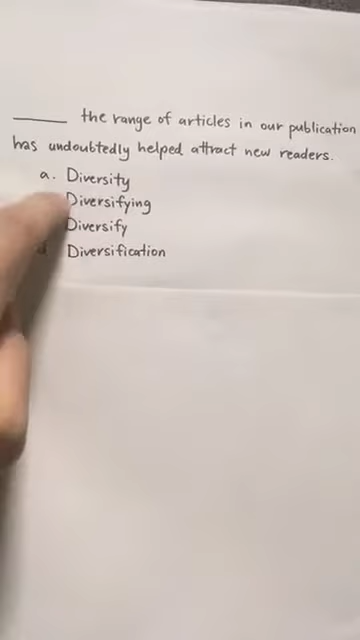 ______ the range of articles in our publication
has undoubtedly helped attract new readers.
a. Diversity
Diversifying
Diversify
d Diversification